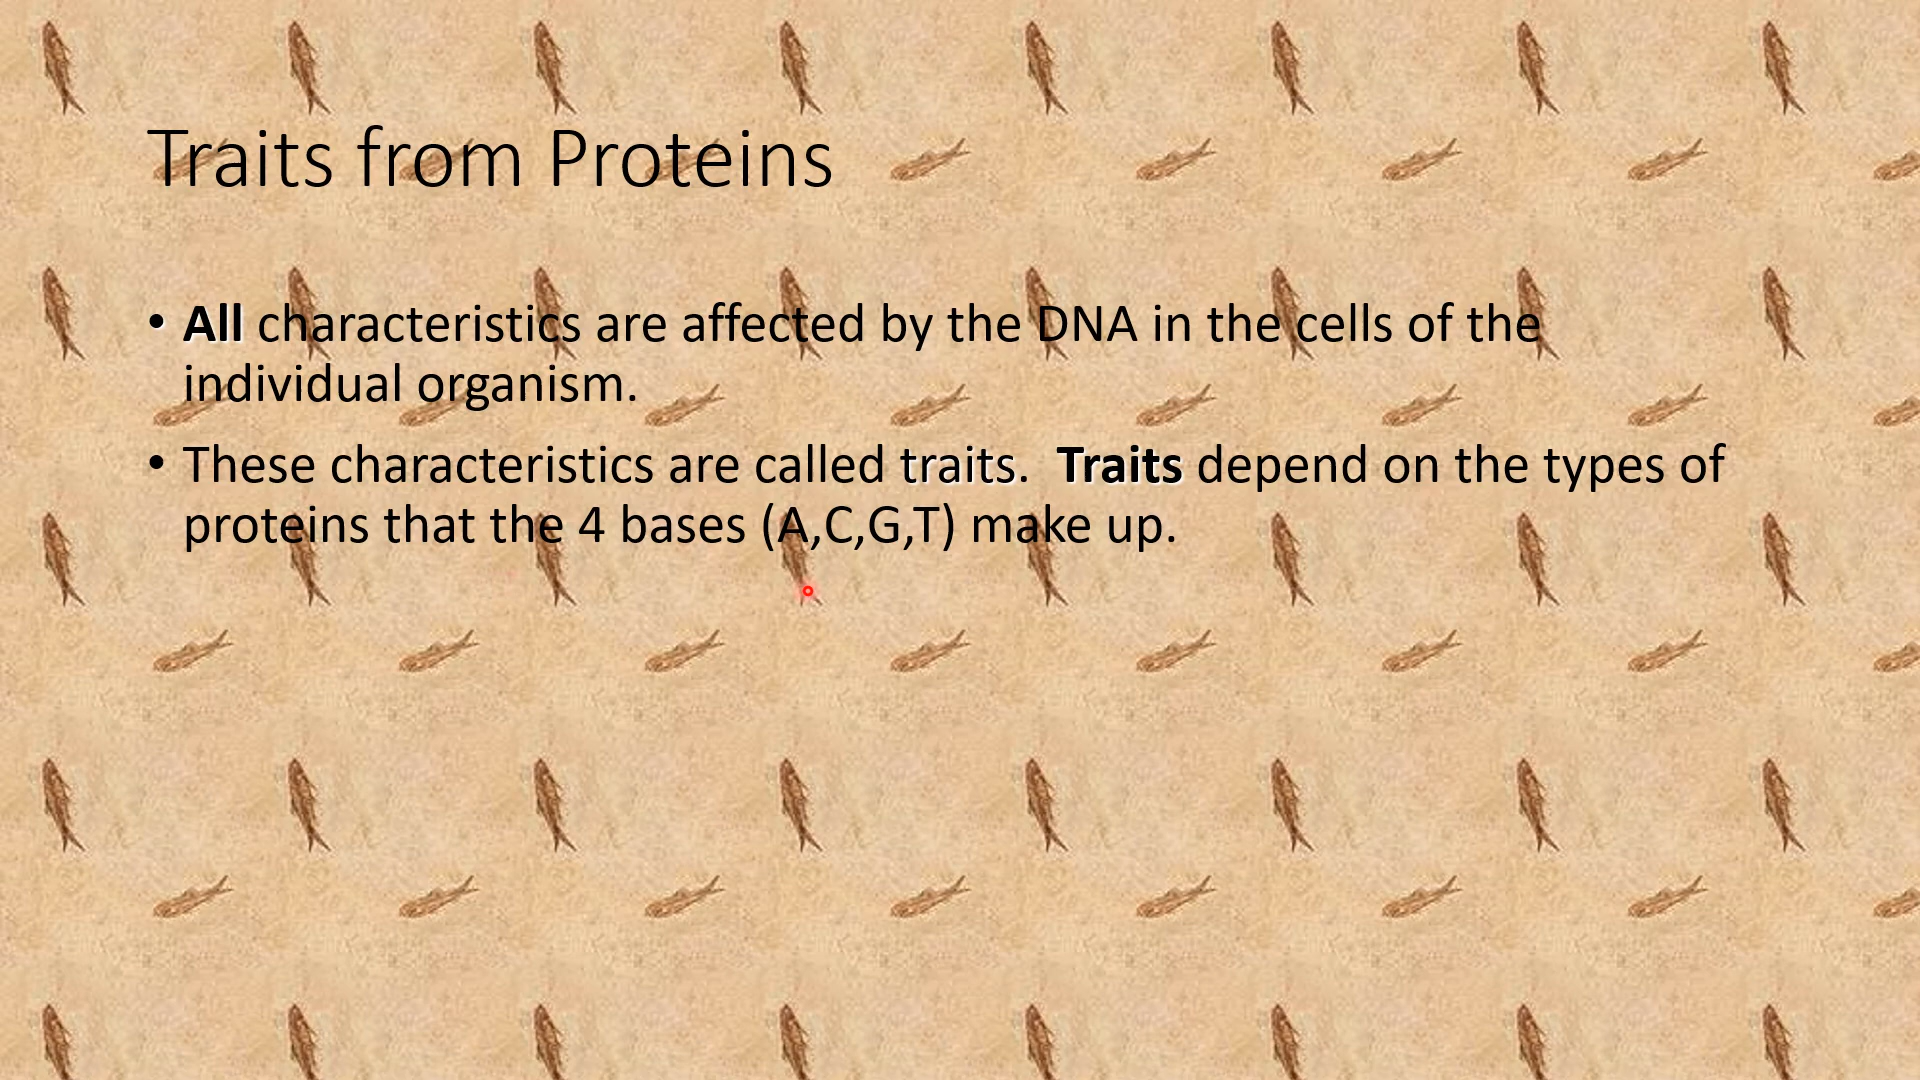 Traits from Proteins
• All characteristics are affected by the DNA in the cells of the
individual organism.
• These characteristics are called traits.  Traits depend on the types of
proteins that the 4 bases (A,C,G,T) make up.